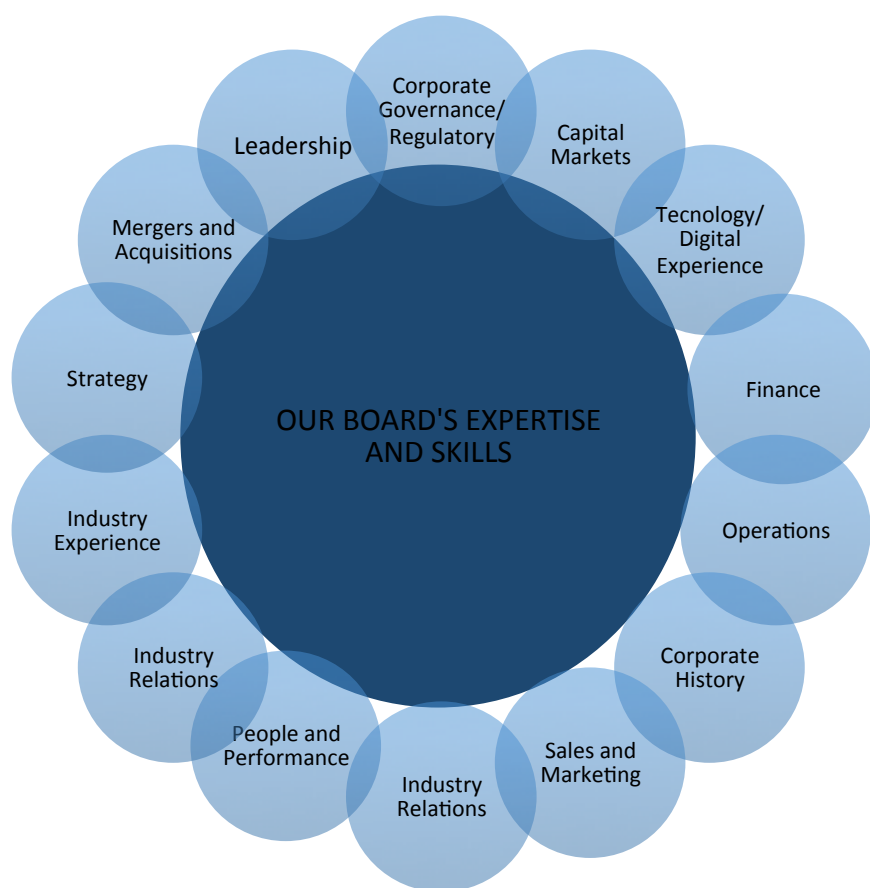 Corporate
Governance/
Regulatory
Capital
Markets
Tecnology/
Digital
Experience
Finance
Operations
Corporate
History
Sales and
Marketing
Industry
Relations
People and
Performance
Industry
Relations
Industry
Experience
Strategy
Mergers and
Acquisitions
Leadership
OUR BOARD'S EXPERTISE
AND SKILLS